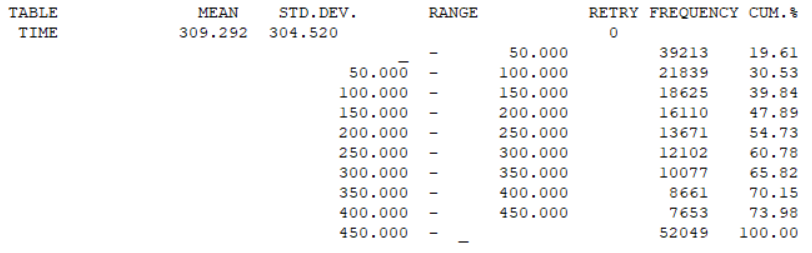 TABLE MEAN STD.DEV. RANGE RETRY FREQUENCY CUM.%
TIME 309.292 304.520 0
_ - 50.000 39213 19.61
50.000 - 100.000 21839 30.53
100.000 - 150.000 18625 39.84
150.000 - 200.000 16110 47.89
200.000 - 250.000 13671 54.73
250.000 - 300.000 12102 60.78
300.000 - 350.000 10077 65.82
350.000 - 400.000 8661 70.15
400.000 - 450.000 7653 73.98
450.000 - _ 52049 100.00